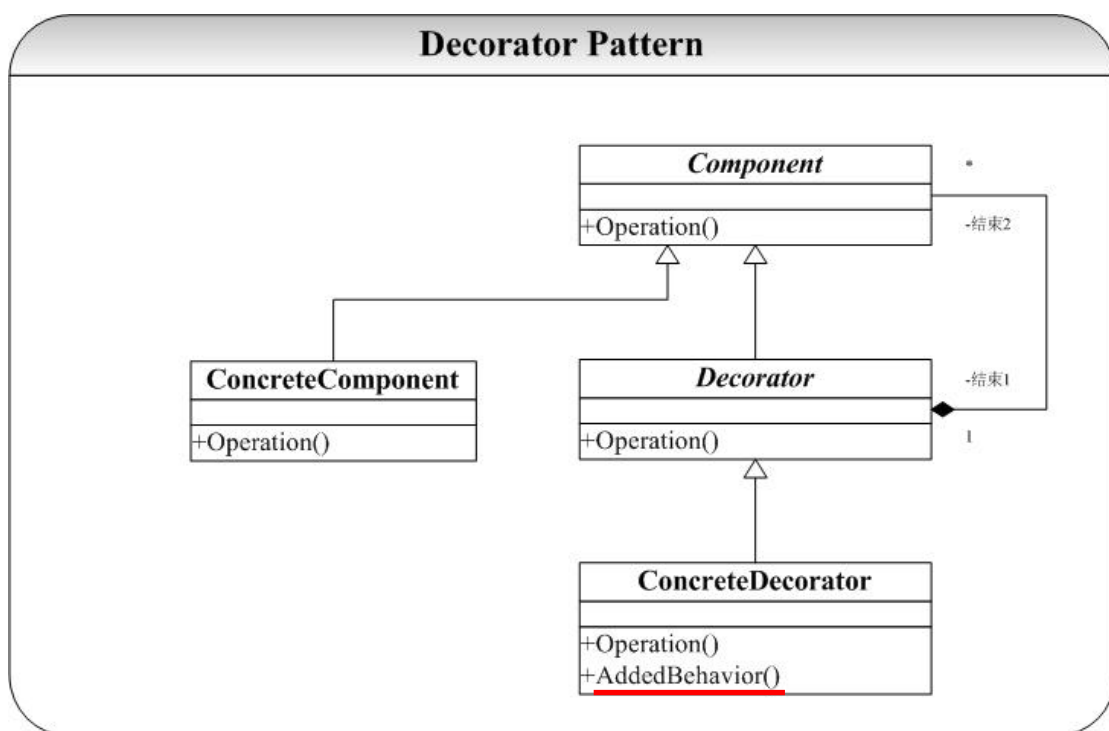 Decorator Pattern
Component
*
+Operation()
-结束2
ConcreteComponent
+Operation()
Decorator
-结束1
+Operation()
1
ConcreteDecorator
+Operation()
+AddedBehavior()